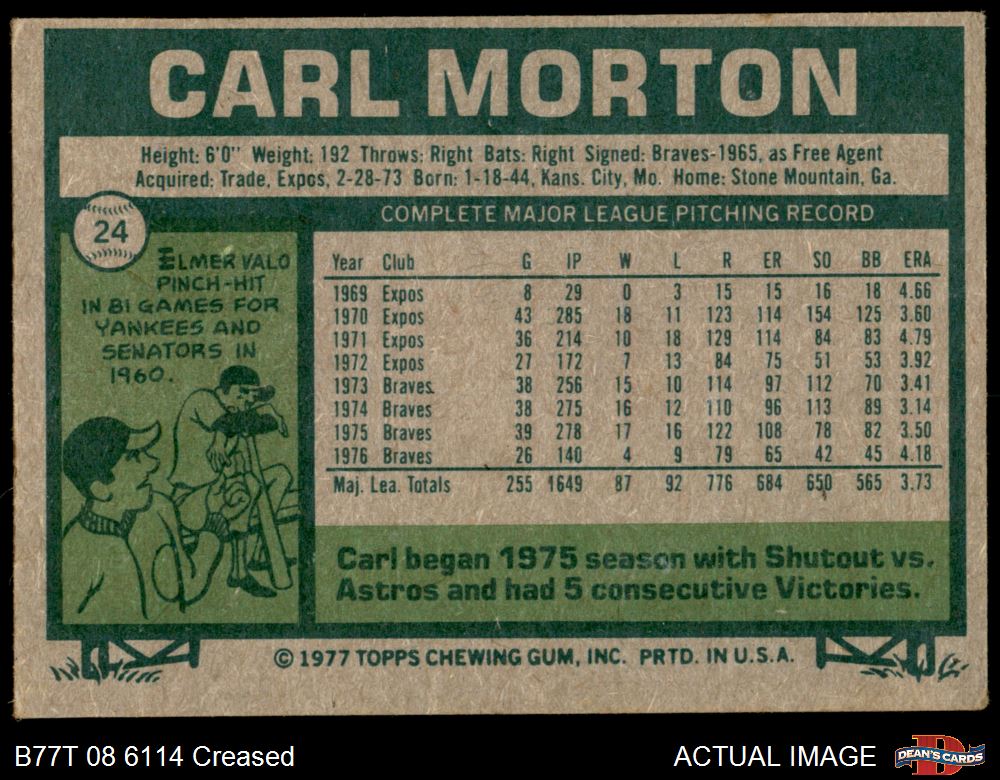 CARL MORTON
Height: 6'0" Weight: 192 Throws: Right Bats: Right Signed: Braves-1965, as Free Agent
Acquired: Trade, Expos, 2-28-73 Born: 1-18-44, Kans. City, Mo. Home: Stone Mountain, Ga.
24
ELMER VALO
PINCH-HIT
IN 81 GAMES FOR
YANKEES AND
SENATORS IN
1960.
COMPLETE MAJOR LEAGUE PITCHING RECORD
Year Club G IP W L R ER SO BB ERA
1969 Expos 8 29 0 3 15 15 16 18 4.66
1970 Expos 43 285 18 11 123 114 154 125 3.60
1971 Expos 36 214 10 18 129 114 84 83 4.79
1972 Expos 27 172 7 13 84 75 51 53 3.92
1973 Braves 38 256 15 10 114 97 112 70 3.41
1974 Braves 38 275 16 12 110 96 113 89 3.14
1975 Braves 39 278 17 16 122 108 78 82 3.50
1976 Braves 26 140 4 9 79 65 42 45 4.18
Maj. Lea. Totals 255 1649 87 92 776 684 650 565 3.73
Carl began 1975 season with Shutout vs.
Astros and had 5 consecutive Victories.
© 1977 TOPPS CHEWING GUM, INC. PRTD. IN U.S.A.
B77T 08 6114 Creased
ACTUAL IMAGE
DEAN'S CARDS